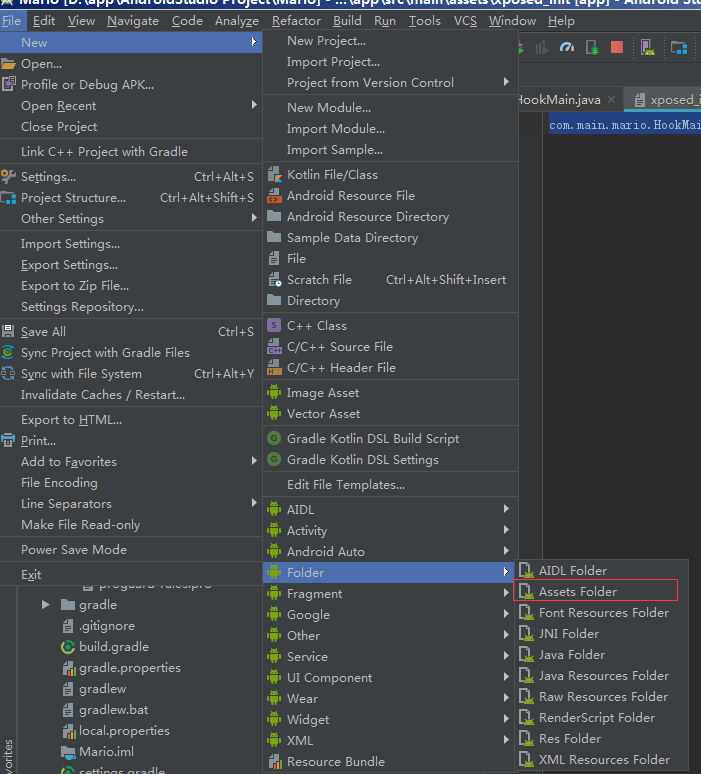 Mario [D:\app\AndroidStudio Project\Mario] - ...\app\src\main\assets\xposed_init [app] - Android Stu
File Edit View Navigate Code Analyze Refactor Build Run Tools VCS Window Help
New
Open...
Profile or Debug APK...
Open Recent
Close Project
Link C++ Project with Gradle
Settings... Ctrl+Alt+S
Project Structure... Ctrl+Alt+Shift+S
Other Settings
Import Settings...
Export Settings...
Export to Zip File...
Settings Repository...
Save All Ctrl+S
Sync Project with Gradle Files
Sync with File System Ctrl+Alt+Y
Invalidate Caches / Restart...
Export to HTML...
Print...
Add to Favorites
File Encoding
Line Separators
Make File Read-only
Power Save Mode
Exit
New Project...
Import Project...
Project from Version Control
New Module...
Import Module...
Import Sample...
Kotlin File/Class
Android Resource File
Android Resource Directory
Sample Data Directory
File
Scratch File Ctrl+Alt+Shift+Insert
Directory
C++ Class
C/C++ Source File
C/C++ Header File
Image Asset
Vector Asset
Gradle Kotlin DSL Build Script
Gradle Kotlin DSL Settings
Edit File Templates...
AIDL
Activity
Android Auto
Folder
Fragment
Google
Other
Service
UI Component
Wear
Widget
XML
Resource Bundle
AIDL Folder
Assets Folder
Font Resources Folder
JNI Folder
Java Folder
Java Resources Folder
Raw Resources Folder
RenderScript Folder
Res Folder
XML Resources Folder
HookMain.java
xposed_i
com.main.mario.HookMai
proguard-rules.pro
gradle
.gitignore
build.gradle
gradle.properties
gradlew
gradlew.bat
local.properties
Mario.iml
settings.gradle
vorites